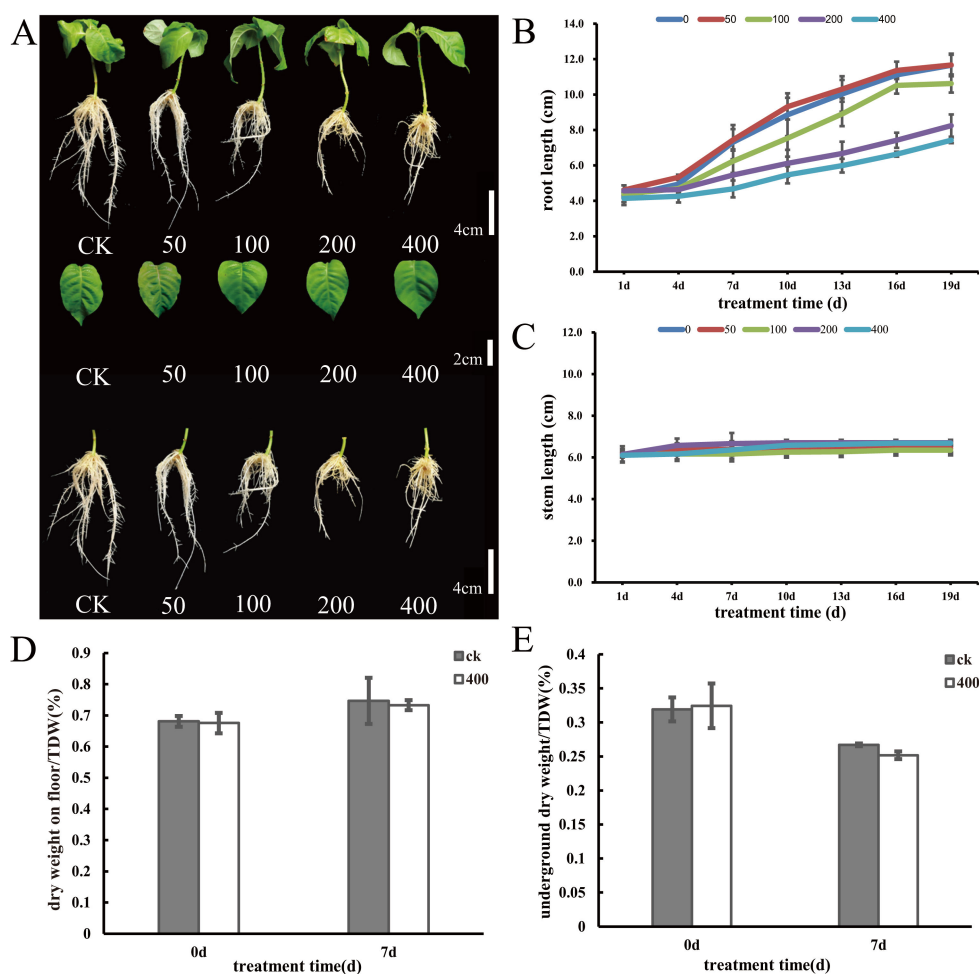 A
CK 50 100 200 400
4cm
CK 50 100 200 400
2cm
CK 50 100 200 400
4cm
B
0 50 100 200 400
root length (cm)
14.0
12.0
10.0
8.0
6.0
4.0
2.0
0.0
1d 4d 7d 10d 13d 16d 19d
treatment time (d)
C
0 50 100 200 400
stem length (cm)
12.0
10.0
8.0
6.0
4.0
2.0
0.0
1d 4d 7d 10d 13d 16d 19d
treatment time (d)
D
ck
400
dry weight on floor/TDW(%)
0.9
0.8
0.7
0.6
0.5
0.4
0.3
0.2
0.1
0
0d 7d
treatment time(d)
E
ck
400
underground dry weight/TDW(%)
0.4
0.35
0.3
0.25
0.2
0.15
0.1
0.05
0
0d 7d
treatment time(d)